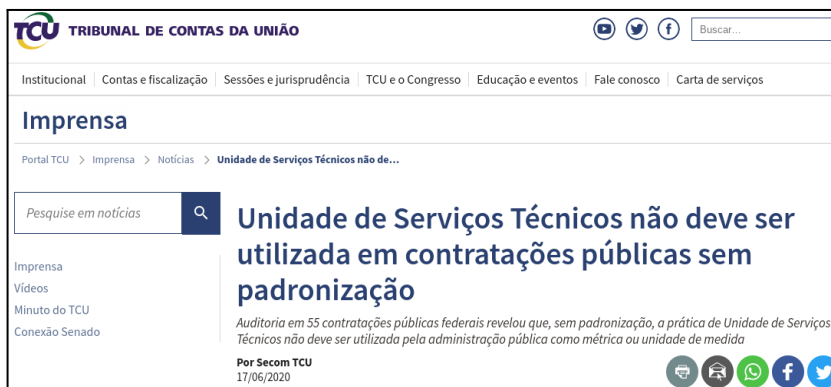 TCU TRIBUNAL DE CONTAS DA UNIÃO
Buscar...
Institucional Contas e fiscalização Sessões e jurisprudência TCU e o Congresso Educação e eventos Fale conosco Carta de serviços
Imprensa
Portal TCU > Imprensa > Notícias > Unidade de Serviços Técnicos não de...
Pesquise em notícias
Imprensa
Vídeos
Minuto do TCU
Conexão Senado
Unidade de Serviços Técnicos não deve ser
utilizada em contratações públicas sem
padronização
Auditoria em 55 contratações públicas federais revelou que, sem padronização, a prática de Unidade de Serviços
Técnicos não deve ser utilizada pela administração pública como métrica ou unidade de medida
Por Secom TCU
17/06/2020